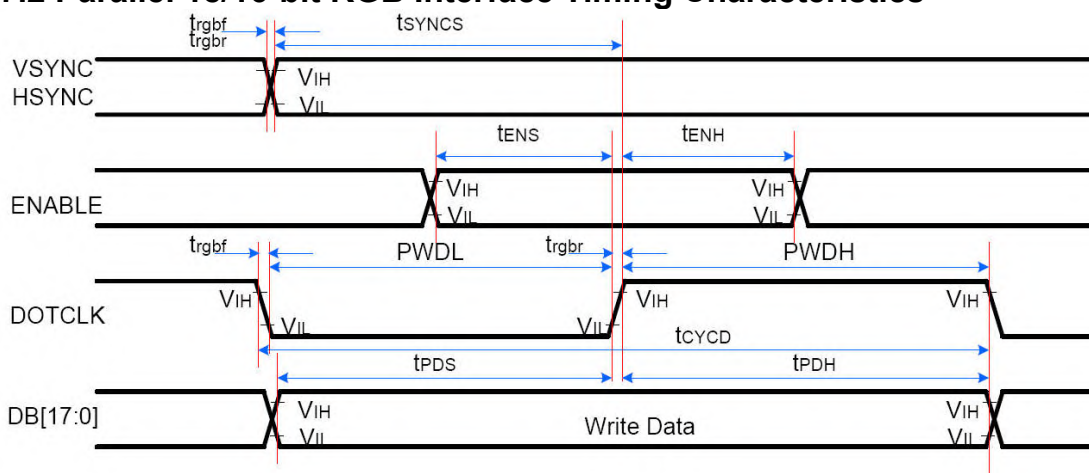 trgbf tSYNCS
trgbr
VSYNC VIH
HSYNC VIL
tENS tENH
ENABLE VIH VIH
VIL VIL
trgbf PWDL trgbr PWDH
VIH VIH VIH
DOTCLK VIL VIL
tCYCD
tPDS tPDH
DB[17:0] VIH Write Data VIH
VIL VIL